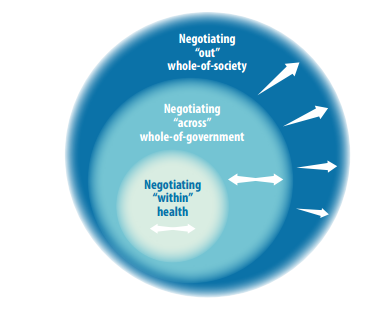 Negotiating
“out”
whole-of-society
Negotiating
“across”
whole-of-government
Negotiating
“within”
health